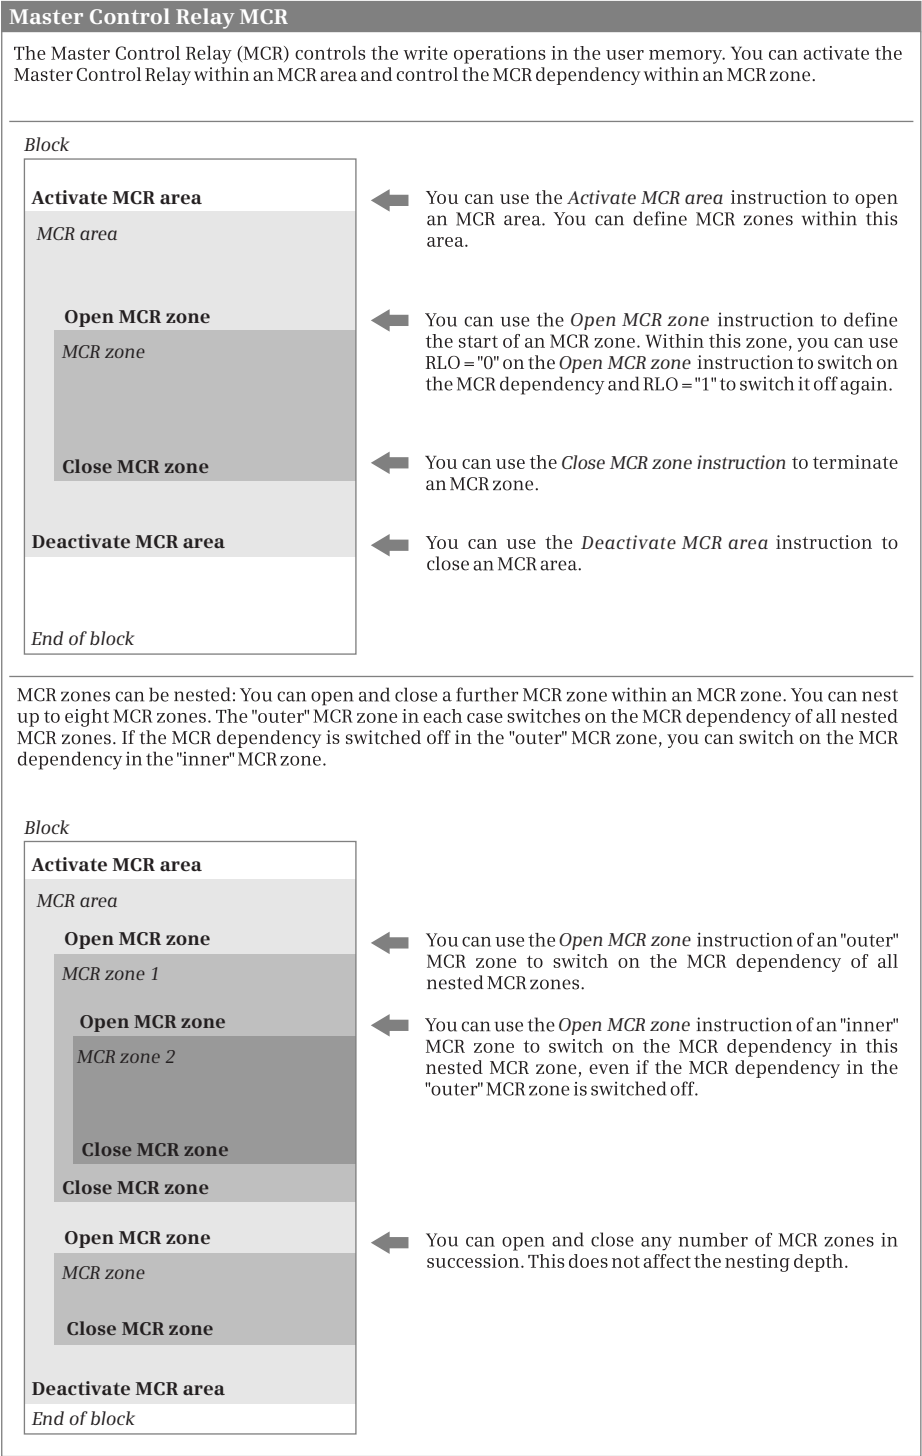 Master Control Relay MCR
The Master Control Relay (MCR) controls the write operations in the user memory. You can activate the
Master Control Relay within an MCR area and control the MCR dependency within an MCR zone.
Block
Activate MCR area
You can use the Activate MCR area instruction to open
an MCR area. You can define MCR zones within this
area.
MCR area
Open MCR zone
You can use the Open MCR zone instruction to define
the start of an MCR zone. Within this zone, you can use
RLO = "0" on the Open MCR zone instruction to switch on
the MCR dependency and RLO = "1" to switch it off again.
MCR zone
Close MCR zone
You can use the Close MCR zone instruction to terminate
an MCR zone.
Deactivate MCR area
You can use the Deactivate MCR area instruction to
close an MCR area.
End of block
MCR zones can be nested: You can open and close a further MCR zone within an MCR zone. You can nest
up to eight MCR zones. The "outer" MCR zone in each case switches on the MCR dependency of all nested
MCR zones. If the MCR dependency is switched off in the "outer" MCR zone, you can switch on the MCR
dependency in the "inner" MCR zone.
Block
Activate MCR area
MCR area
Open MCR zone
You can use the Open MCR zone instruction of an "outer"
MCR zone to switch on the MCR dependency of all
nested MCR zones.
MCR zone 1
Open MCR zone
You can use the Open MCR zone instruction of an "inner"
MCR zone to switch on the MCR dependency in this
nested MCR zone, even if the MCR dependency in the
"outer" MCR zone is switched off.
MCR zone 2
Close MCR zone
Close MCR zone
Open MCR zone
You can open and close any number of MCR zones in
succession. This does not affect the nesting depth.
MCR zone
Close MCR zone
Deactivate MCR area
End of block